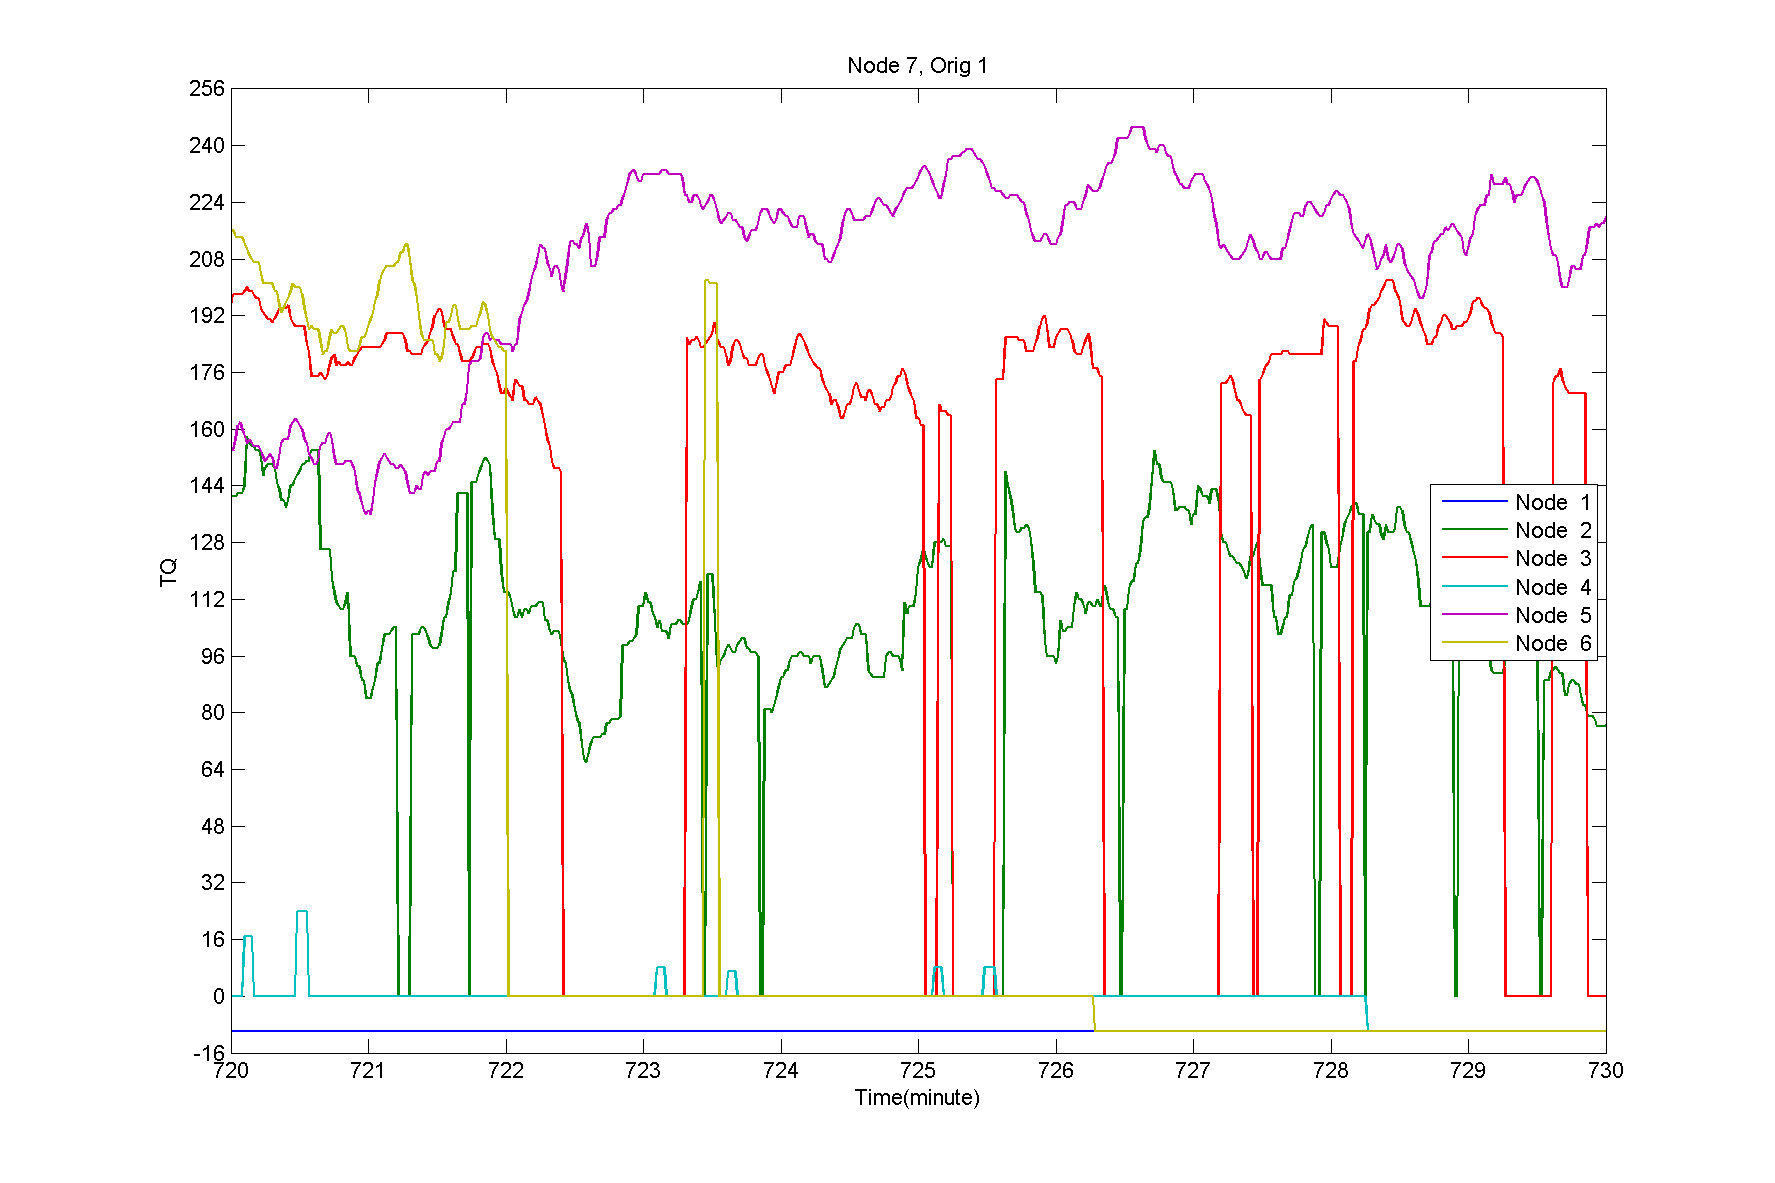 Node 7, Orig 1
256
240
224
208
192
176
160
144
128
112
96
80
64
48
32
16
0
-16
TQ
Node 1
Node 2
Node 3
Node 4
Node 5
Node 6
720 721 722 723 724 725 726 727 728 729 730
Time(minute)